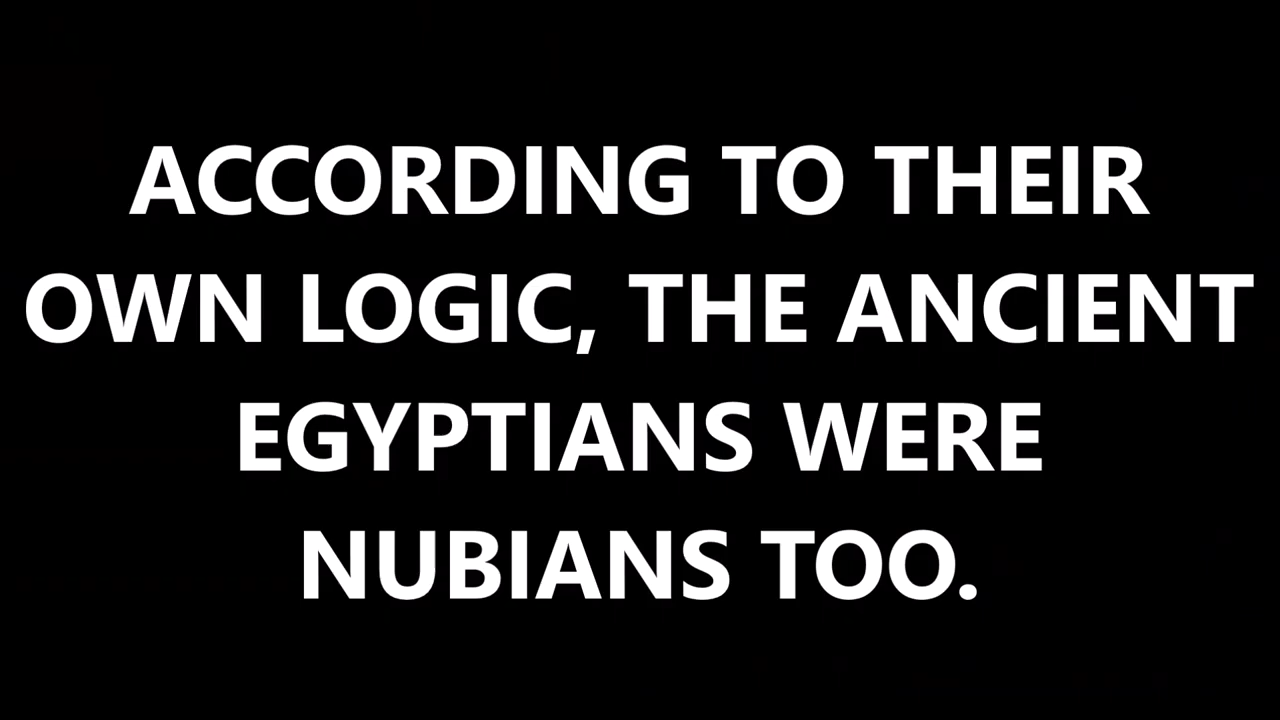 ACCORDING TO THEIR
OWN LOGIC, THE ANCIENT
EGYPTIANS WERE
NUBIANS TOO.